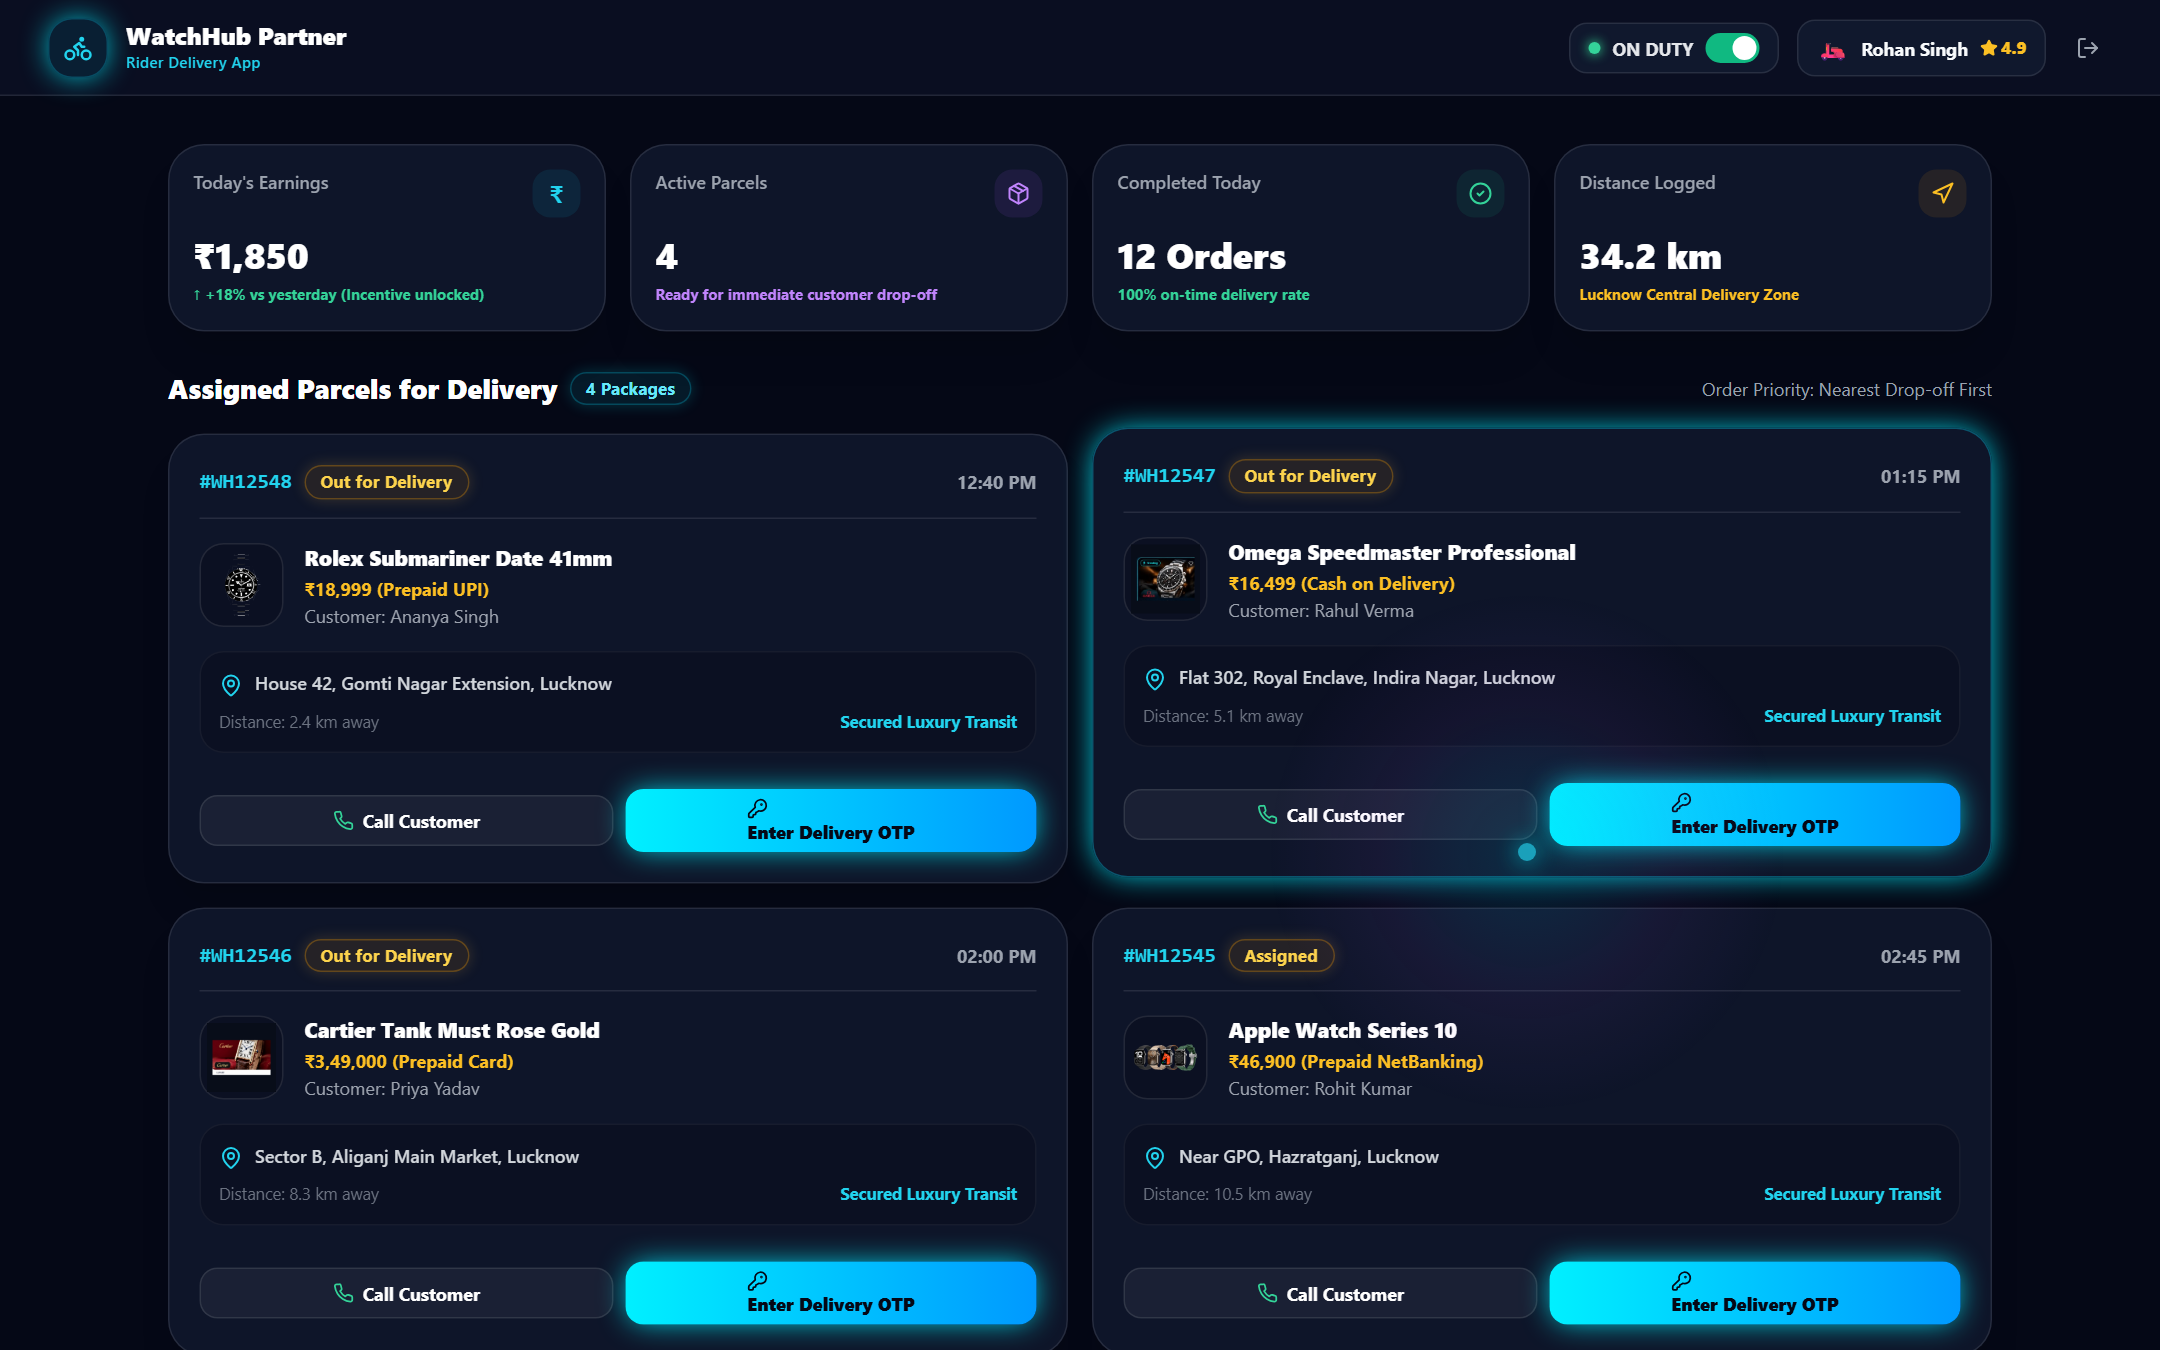 WatchHub Partner
Rider Delivery App
ON DUTY
Rohan Singh 4.9
Today's Earnings
₹
₹1,850
↑ +18% vs yesterday (Incentive unlocked)
Active Parcels
4
Ready for immediate customer drop-off
Completed Today
12 Orders
100% on-time delivery rate
Distance Logged
34.2 km
Lucknow Central Delivery Zone
Assigned Parcels for Delivery
4 Packages
Order Priority: Nearest Drop-off First
#WH12548 Out for Delivery 12:40 PM
Rolex Submariner Date 41mm
₹18,999 (Prepaid UPI)
Customer: Ananya Singh
House 42, Gomti Nagar Extension, Lucknow
Distance: 2.4 km away Secured Luxury Transit
Call Customer
Enter Delivery OTP
#WH12547 Out for Delivery 01:15 PM
Omega Speedmaster Professional
₹16,499 (Cash on Delivery)
Customer: Rahul Verma
Flat 302, Royal Enclave, Indira Nagar, Lucknow
Distance: 5.1 km away Secured Luxury Transit
Call Customer
Enter Delivery OTP
#WH12546 Out for Delivery 02:00 PM
Cartier Tank Must Rose Gold
₹3,49,000 (Prepaid Card)
Customer: Priya Yadav
Sector B, Aliganj Main Market, Lucknow
Distance: 8.3 km away Secured Luxury Transit
Call Customer
Enter Delivery OTP
#WH12545 Assigned 02:45 PM
Apple Watch Series 10
₹46,900 (Prepaid NetBanking)
Customer: Rohit Kumar
Near GPO, Hazratganj, Lucknow
Distance: 10.5 km away Secured Luxury Transit
Call Customer
Enter Delivery OTP